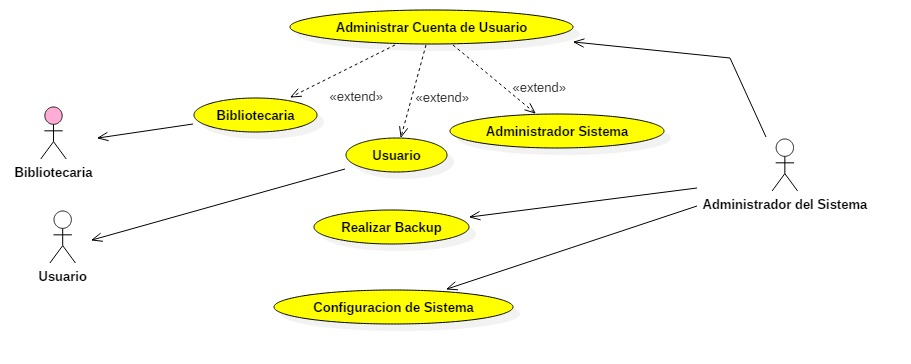 Administrar Cuenta de Usuario
«extend»
«extend»
«extend»
Bibliotecaria
Administrador Sistema
Usuario
Bibliotecaria
Administrador del Sistema
Realizar Backup
Usuario
Configuracion de Sistema